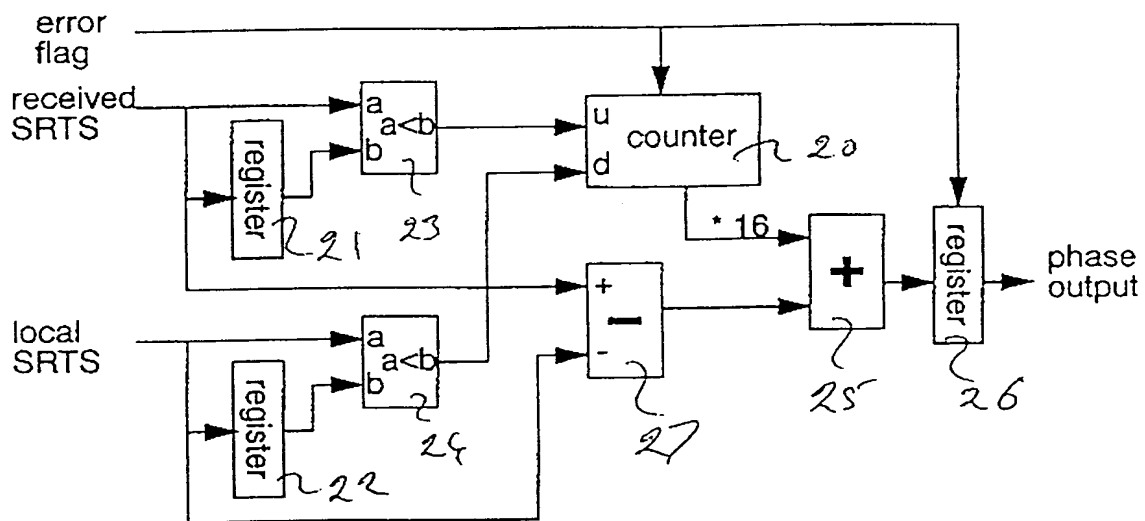 error
flag
received
SRTS
register
21
a
a<b
b
23
u
counter
d
20
* 16
+
-
−
27
+
25
register
26
phase
output
local
SRTS
register
22
a
a<b
b
24